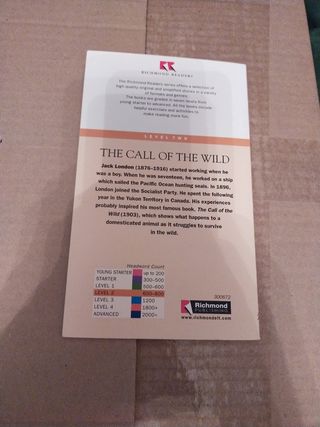 RICHMOND READERS
The Richmond Readers series offers a selection of
high quality original and simplified stories in a variety
of formats and genres.
The books are graded in seven levels from
young starter to advanced. All the books include
helpful exercises and activities to
make reading more fun.
LEVEL TWO
THE CALL OF THE WILD
Jack London (1876-1916) started working when he
was a boy. When he was seventeen, he worked on a ship
which sailed the Pacific Ocean hunting seals. In 1896,
London joined the Socialist Party. He spent the following
year in the Yukon Territory in Canada. His experiences
probably inspired his most famous book, The Call of the
Wild (1903), which shows what happens to a
domesticated animal as it struggles to survive
in the wild.
Headword Count
YOUNG STARTER up to 200
STARTER 300-500
LEVEL 1 500-600
LEVEL 2 600-800
LEVEL 3 1200
LEVEL 4 1800+
ADVANCED 2000+
300672
Richmond
PUBLISHING
www.richmondelt.com